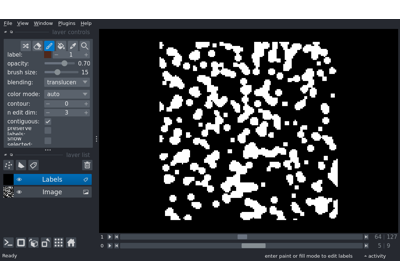 File View Window Plugins Help
layer controls
label: 1
opacity: 0.70
brush size: 15
blending: translucen
color mode: auto
contour: 0
n edit dim: 3
contiguous:
preserve
labels:
show
selected:
layer list
Labels
Image
1 64 127
0 5 9
Ready enter paint or fill mode to edit labels activity